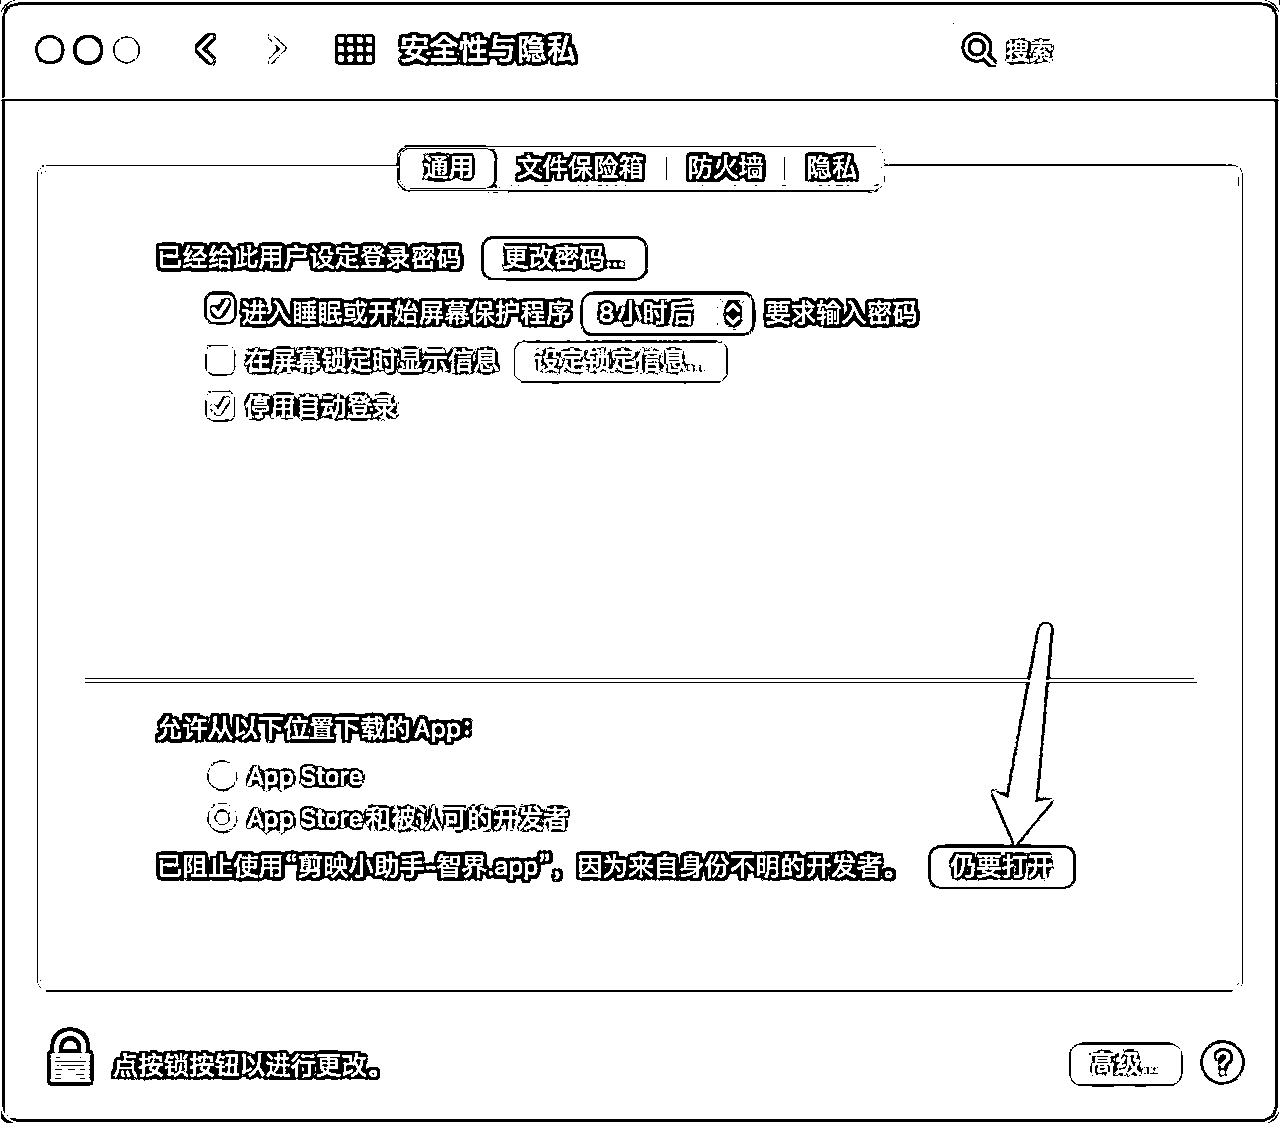 安全性与隐私 搜索
通用 文件保险箱 防火墙 隐私
已经给此用户设定登录密码 更改密码...
进入睡眠或开始屏幕保护程序 8小时后 要求输入密码
在屏幕锁定时显示信息 设定锁定信息...
停用自动登录
允许从以下位置下载的App：
App Store
App Store和被认可的开发者
已阻止使用“剪映小助手-智界.app”，因为来自身份不明的开发者。 仍要打开
点按锁按钮以进行更改。 高级... ?